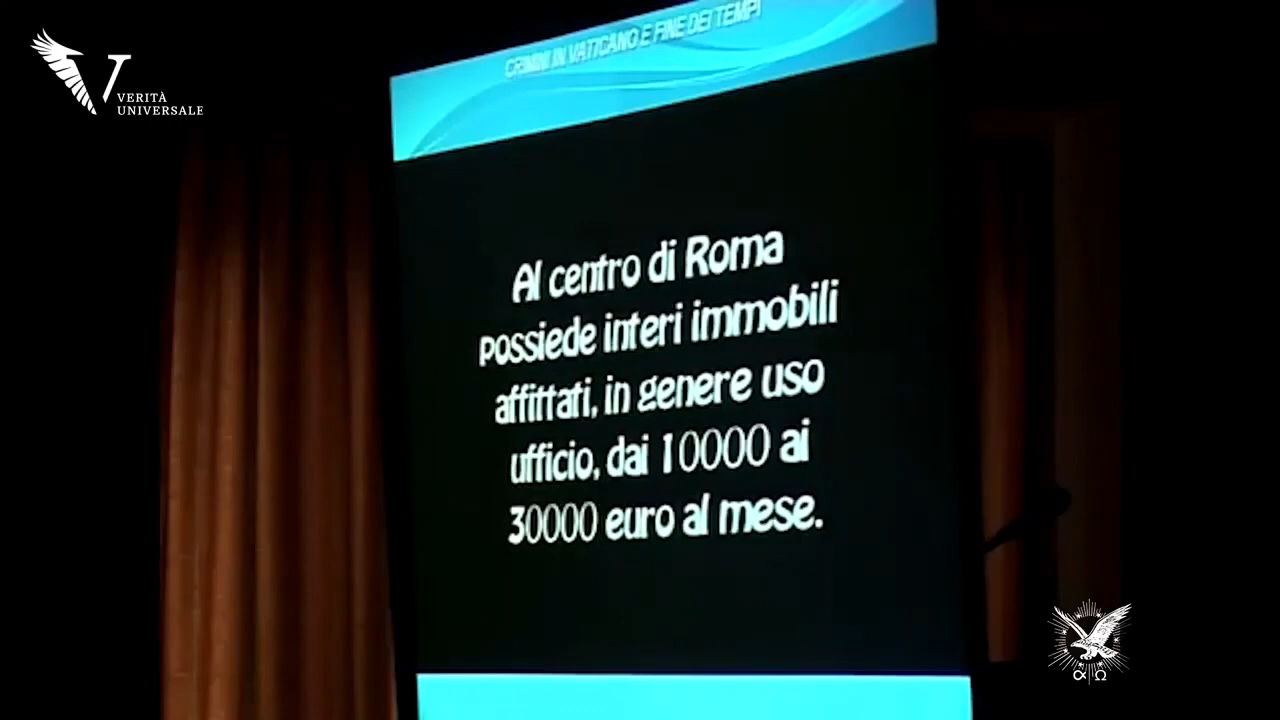 VERITÀ
UNIVERSALE
CRIMINI IN VATICANO E FINE DEI TEMPI
Al centro di Roma
possiede interi immobili
affittati, in genere uso
ufficio, dai 10000 ai
30000 euro al mese.
α Ω